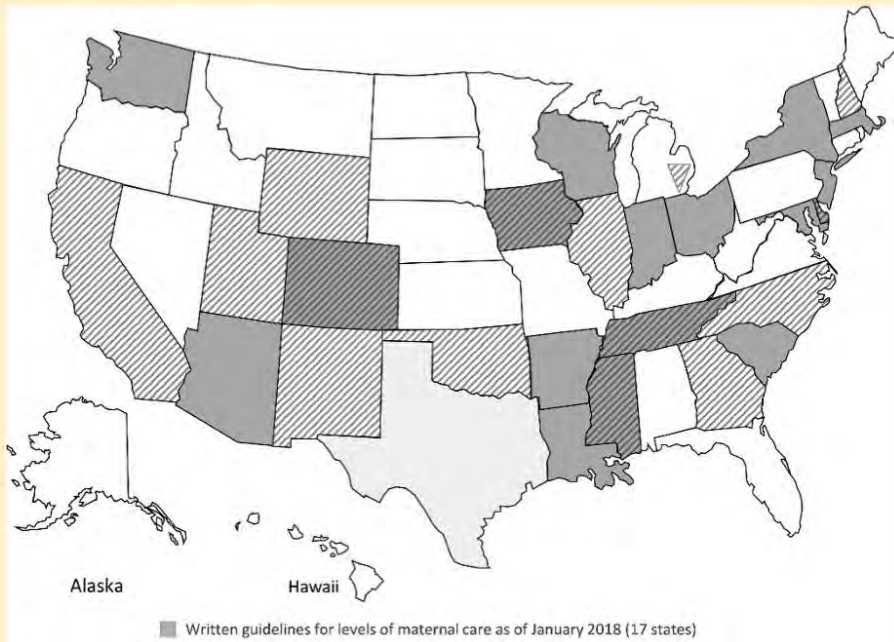 Alaska
Hawaii
Written guidelines for levels of maternal care as of January 2018 (17 states)